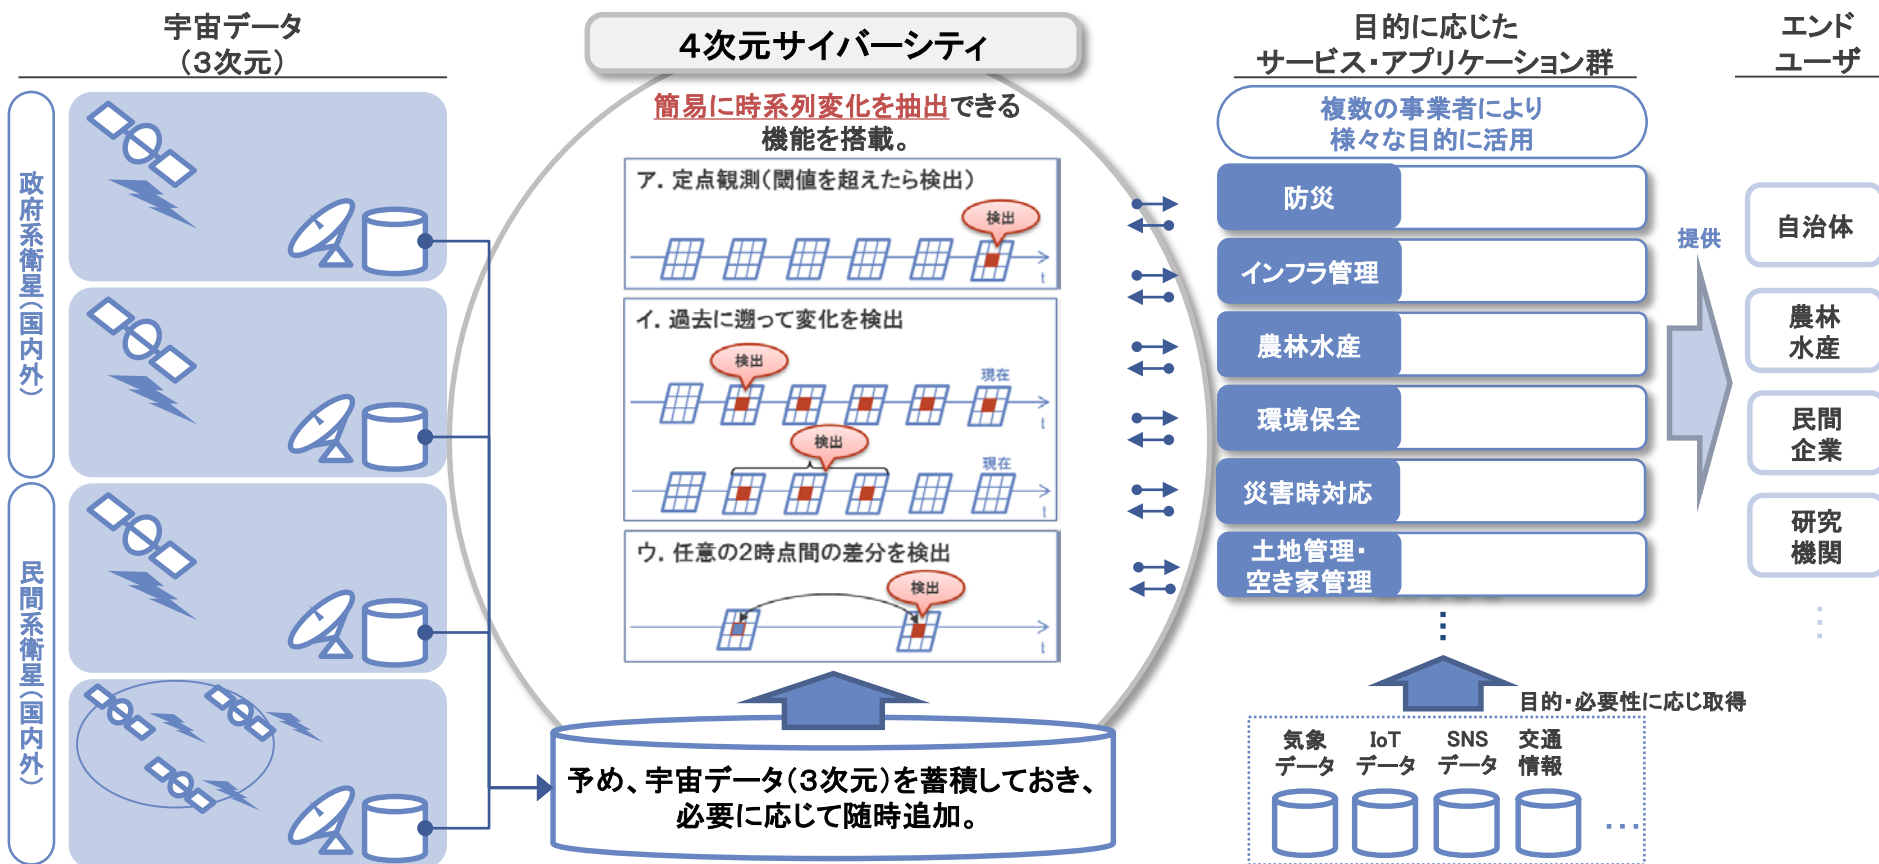 宇宙データ
(3次元)
政府系衛星(国内外)
民間系衛星(国内外)
4次元サイバーシティ
簡易に時系列変化を抽出できる
機能を搭載。
ア. 定点観測(閾値を超えたら検出)
検出
t
イ. 過去に遡って変化を検出
検出
現在
t
検出
現在
t
ウ. 任意の2時点間の差分を検出
検出
t
予め、宇宙データ(3次元)を蓄積しておき、
必要に応じて随時追加。
目的に応じた
サービス・アプリケーション群
複数の事業者により
様々な目的に活用
防災
インフラ管理
農林水産
環境保全
災害時対応
土地管理・
空き家管理
⋮
目的・必要性に応じ取得
気象
データ
IoT
データ
SNS
データ
交通
情報
…
提供
エンド
ユーザ
自治体
農林
水産
民間
企業
研究
機関
⋮